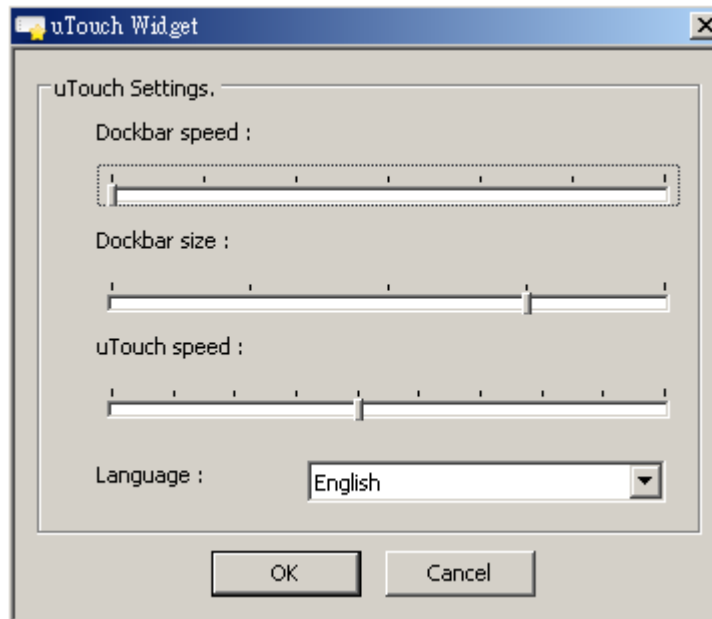 uTouch Widget
uTouch Settings.
Dockbar speed :
Dockbar size :
uTouch speed :
Language :
English
OK
Cancel